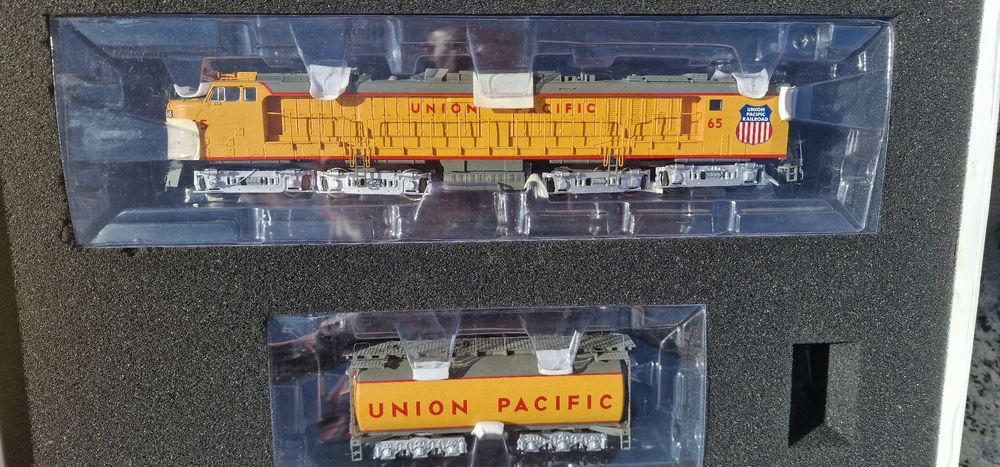 UNION PACIFIC
65
UNION
PACIFIC
RAILROAD
UNION PACIFIC